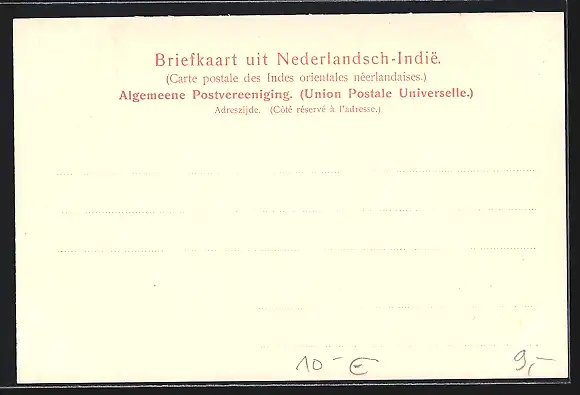 Briefkaart uit Nederlandsch-Indië.
(Carte postale des Indes orientales néerlandaises.)
Algemeene Postvereeniging. (Union Postale Universelle.)
Adreszijde. (Côté réservé à l'adresse.)
10-€ 9,-